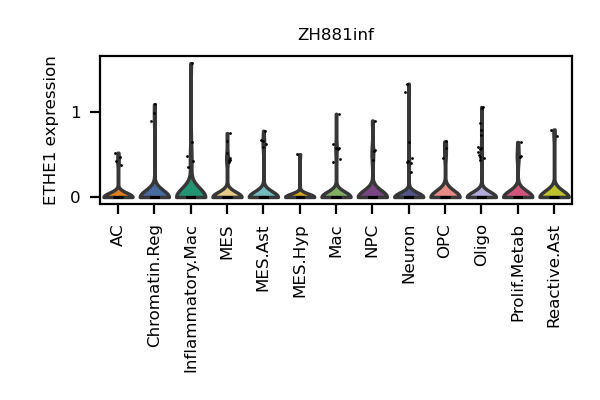 ZH881inf
ETHE1 expression
1
0
AC
Chromatin.Reg
Inflammatory.Mac
MES
MES.Ast
MES.Hyp
Mac
NPC
Neuron
OPC
Oligo
Prolif.Metab
Reactive.Ast